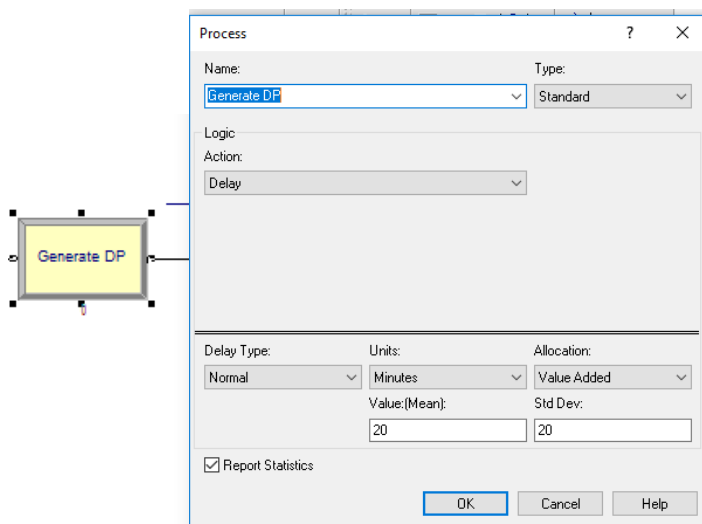 Process ?
Name: Type:
Generate DP Standard
Logic
Action:
Delay
Generate DP
0
Delay Type: Units: Allocation:
Normal Minutes Value Added
Value:(Mean): Std Dev:
20 20
Report Statistics
OK Cancel Help